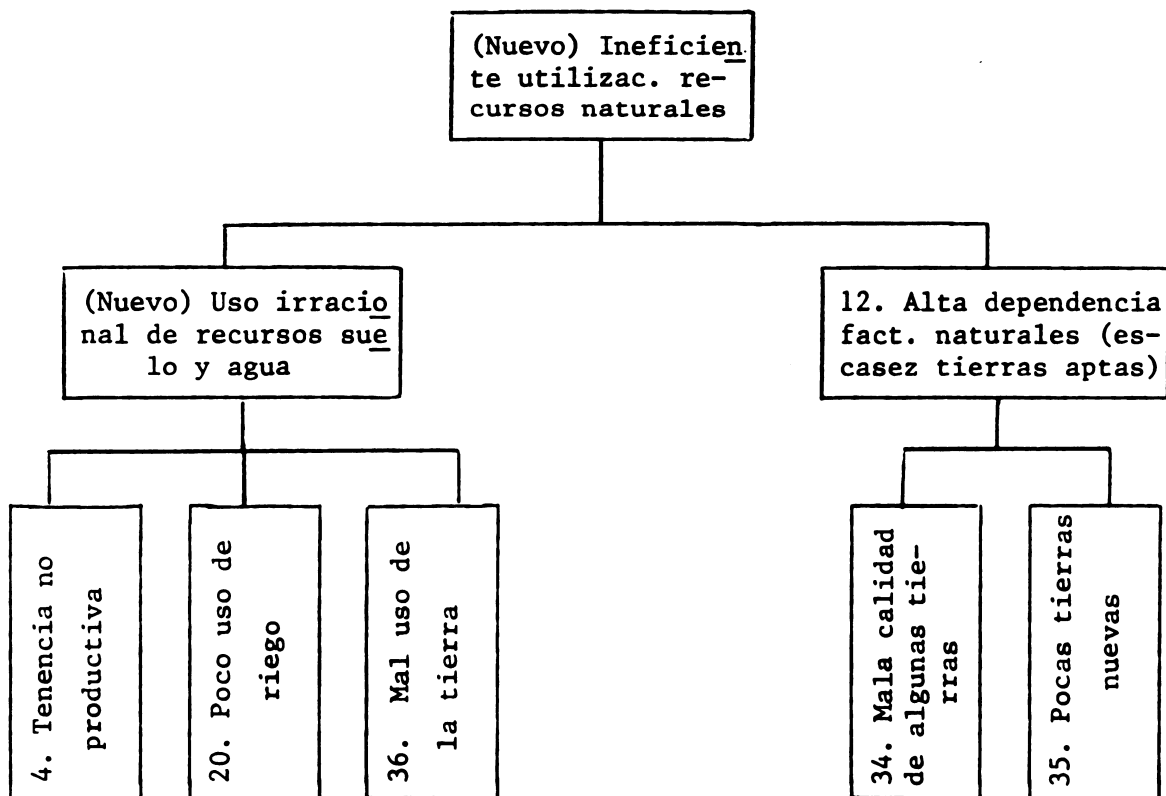 (Nuevo) Ineficien
te utilizac. re-
cursos naturales
(Nuevo) Uso irracio
nal de recursos sue
lo y agua
12. Alta dependencia
fact. naturales (es-
casez tierras aptas)
4. Tenencia no
productiva
20. Poco uso de
riego
36. Mal uso de
la tierra
34. Mala calidad
de algunas tie-
rras
35. Pocas tierras
nuevas